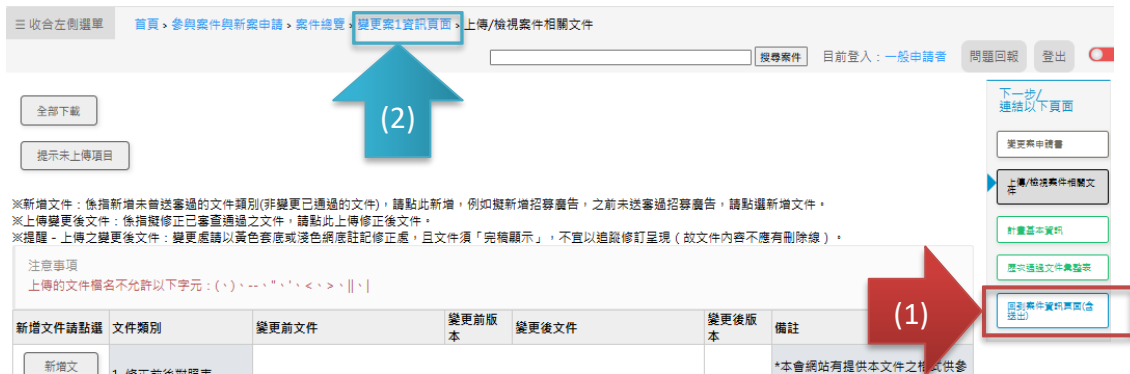 ☰ 收合左側選單
首頁 › 參與案件與新案申請 › 案件總覽 › 變更案1資訊頁面 › 上傳/檢視案件相關文件
搜尋案件
目前登入：一般申請者
問題回報
登出
(2)
全部下載
提示未上傳項目
下一步/
連結以下頁面
變更案申請書
上傳/檢視案件相關文
件
計畫基本資訊
歷次通過文件彙整表
回到案件資訊頁面(含
送出)
(1)
※新增文件：係指新增未曾送審過的文件類別(非變更已通過的文件)，請點此新增，例如擬新增招募廣告，之前未送審過招募廣告，請點選新增文件。
※上傳變更後文件：係指擬修正已審查通過之文件，請點此上傳修正後文件。
※提醒 - 上傳之變更後文件：變更處請以黃色套底或淺色網底註記修正處，且文件須「完稿顯示」，不宜以追蹤修訂呈現（故文件內容不應有刪除線）。
注意事項
上傳的文件檔名不允許以下字元：(、)、--、"、'、<、>、||、|
新增文件請點選
文件類別
變更前文件
變更前版
本
變更後文件
變更後版
本
備註
新增文
1. 修正前後對照表
*本會網站有提供本文件之格式供參